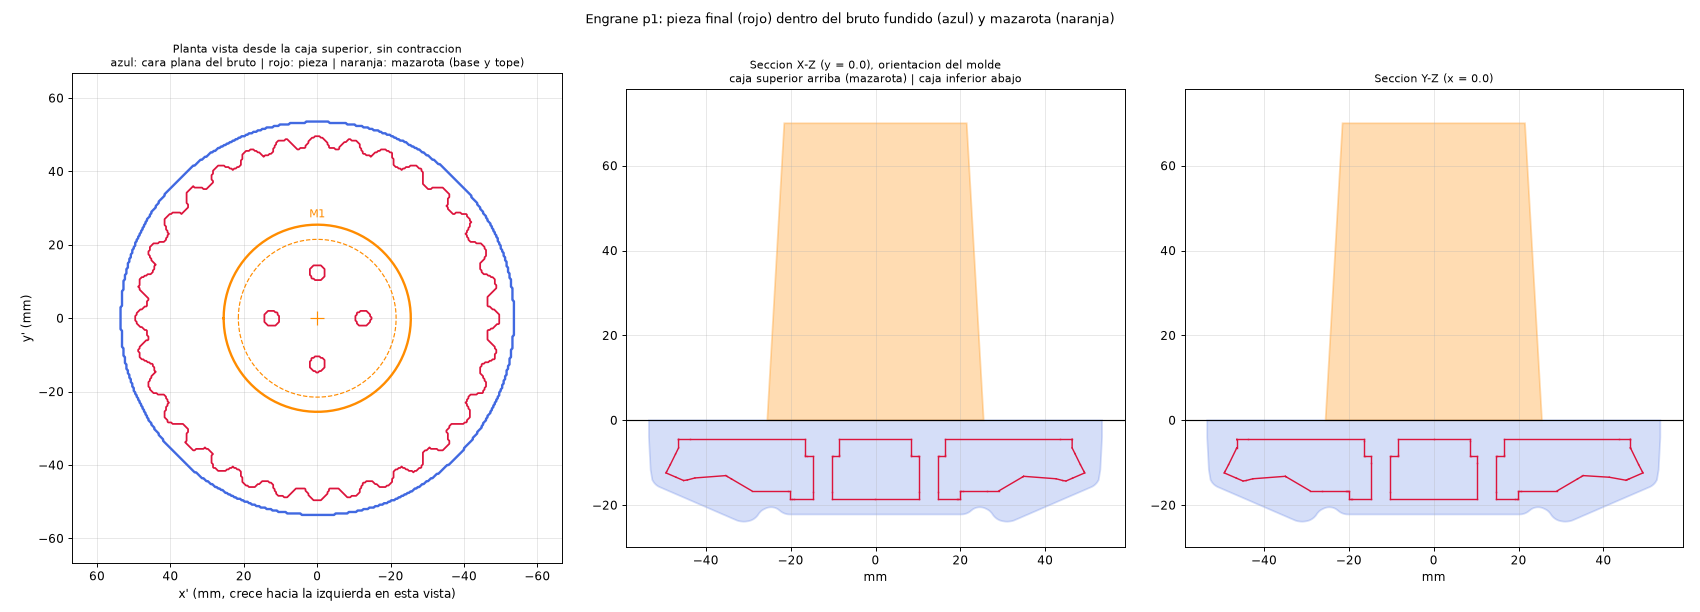 Engrane p1: pieza final (rojo) dentro del bruto fundido (azul) y mazarota (naranja)
Planta vista desde la caja superior, sin contraccion
azul: cara plana del bruto | rojo: pieza | naranja: mazarota (base y tope)
60
40
20
0
−20
−40
−60
y' (mm)
M1
60 40 20 0 −20 −40 −60
x' (mm, crece hacia la izquierda en esta vista)
Seccion X-Z (y = 0.0), orientacion del molde
caja superior arriba (mazarota) | caja inferior abajo
60
40
20
0
−20
−40 −20 0 20 40
mm
Seccion Y-Z (x = 0.0)
60
40
20
0
−20
−40 −20 0 20 40
mm